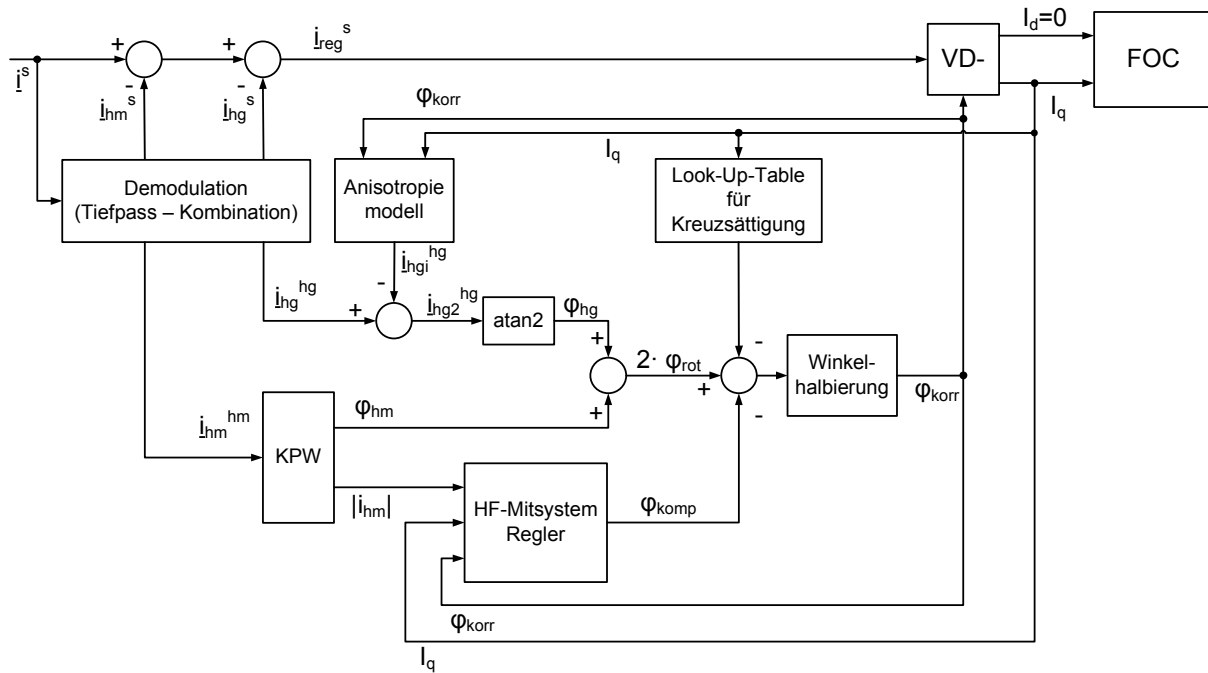 I_d=0
+
+
i_reg^s
VD-
FOC
i^s
-
-
i_hm^s
i_hg^s
φ_korr
I_q
I_q
Demodulation
(Tiefpass – Kombination)
Anisotropie
modell
Look-Up-Table
für
Kreuzsättigung
i_hgi^hg
-
i_hg^hg
+
i_hg2^hg
atan2
φ_hg
+
-
2· φ_rot
+
Winkel-
halbierung
φ_korr
φ_hm
+
-
i_hm^hm
KPW
|i_hm|
HF-Mitsystem
Regler
φ_komp
φ_korr
I_q